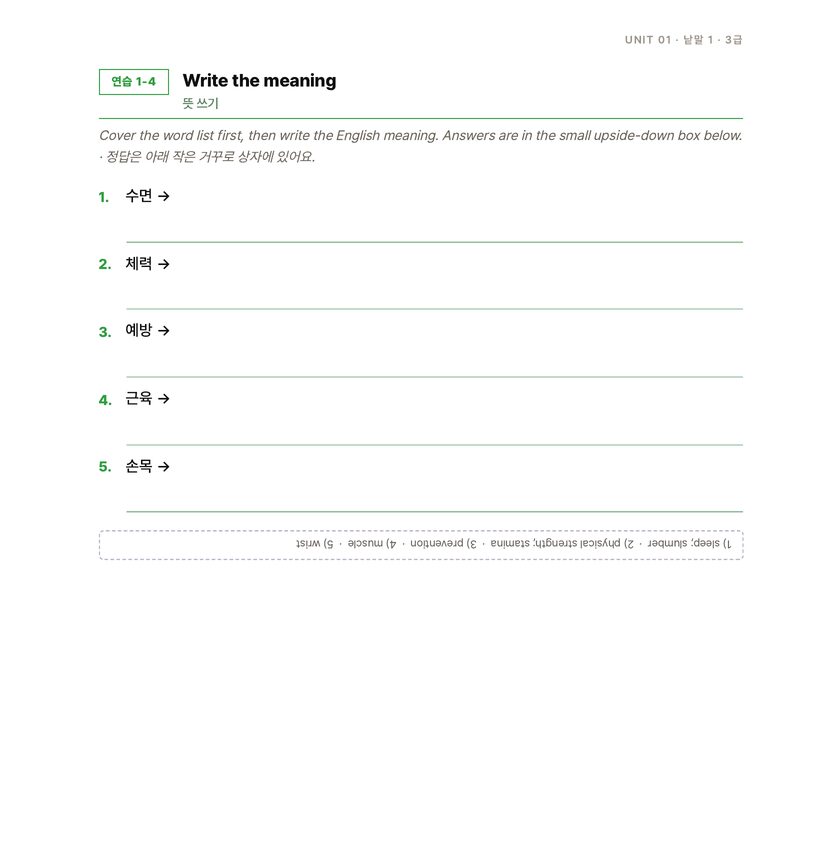 UNIT 01 · 낱말 1 · 3급
연습 1-4
Write the meaning
뜻 쓰기
Cover the word list first, then write the English meaning. Answers are in the small upside-down box below.
· 정답은 아래 작은 거꾸로 상자에 있어요.
1. 수면 →
2. 체력 →
3. 예방 →
4. 근육 →
5. 손목 →
1) sleep; slumber · 2) physical strength; stamina · 3) prevention · 4) muscle · 5) wrist